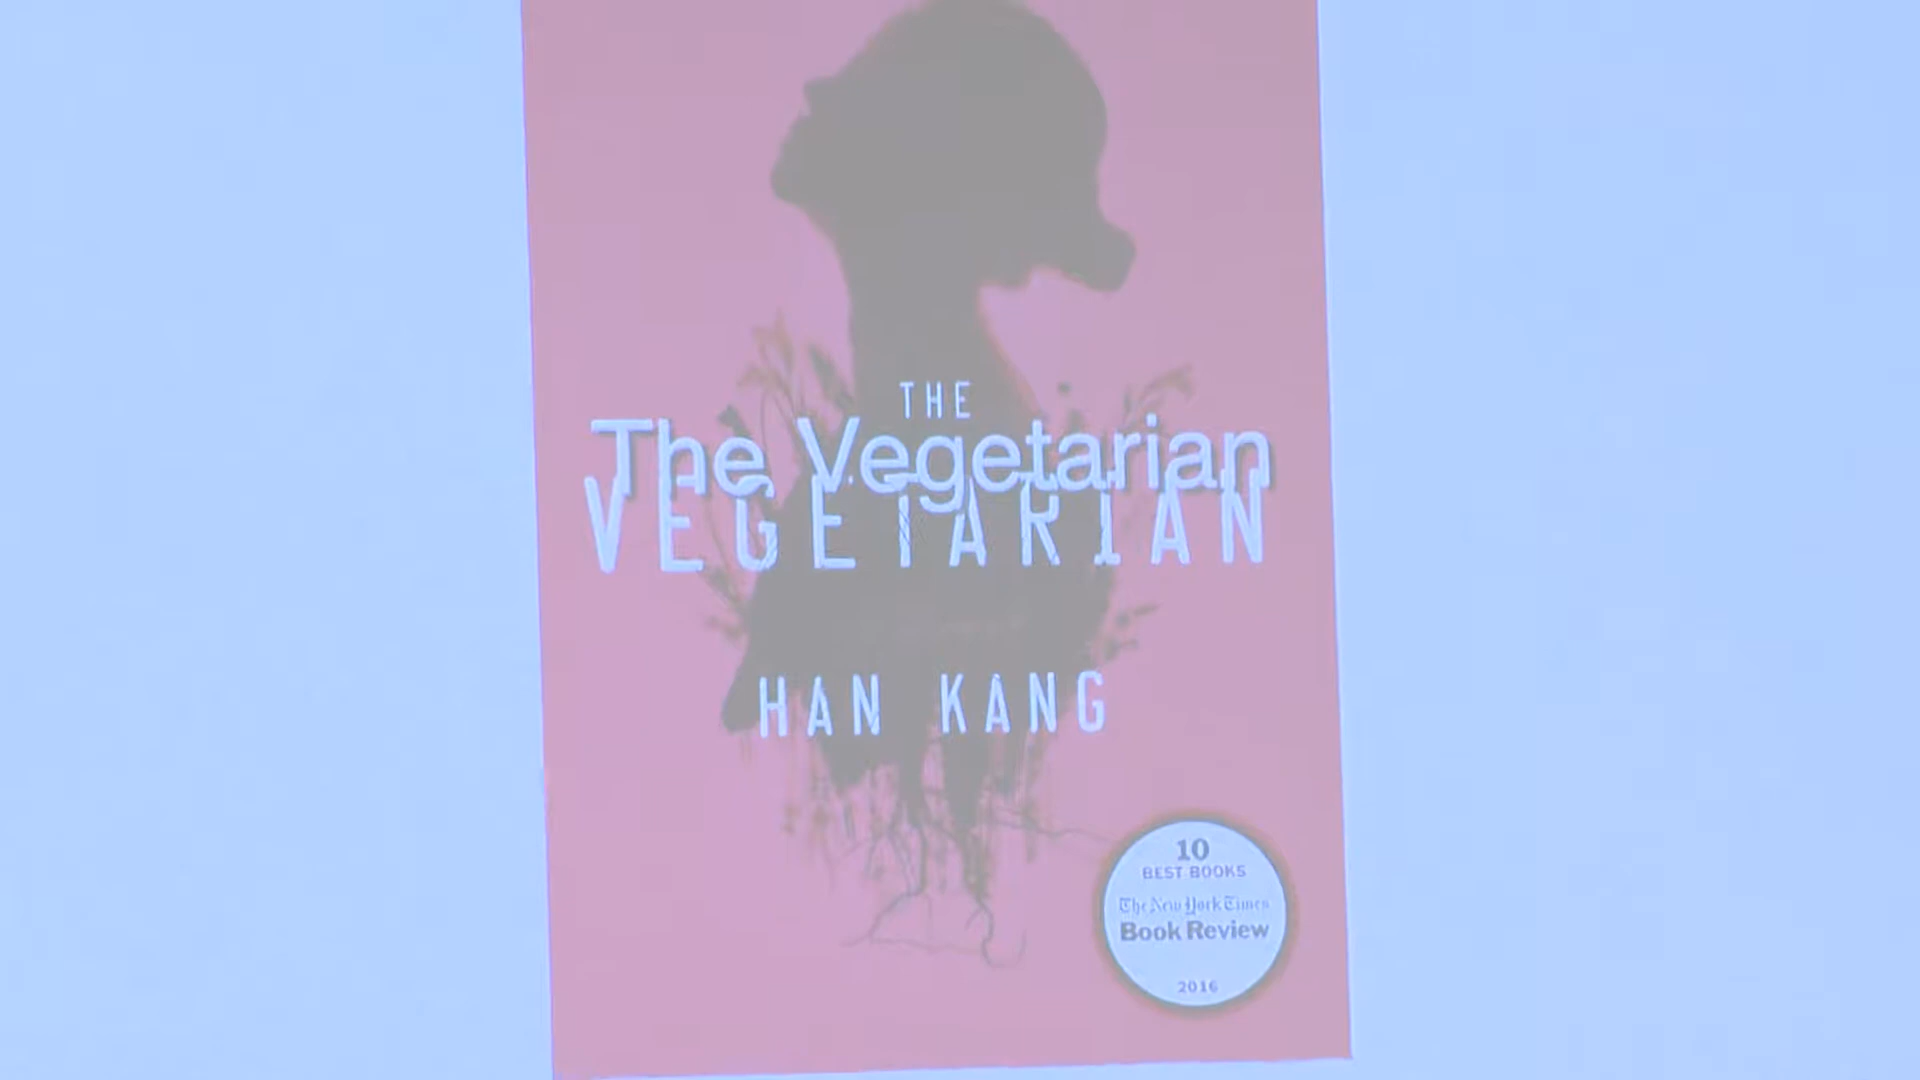 THE
The Vegetarian
VEGETARIAN
HAN KANG
10
BEST BOOKS
The New York Times
Book Review
2016